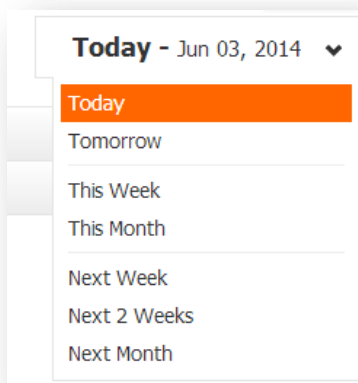 Today - Jun 03, 2014
Today
Tomorrow
This Week
This Month
Next Week
Next 2 Weeks
Next Month